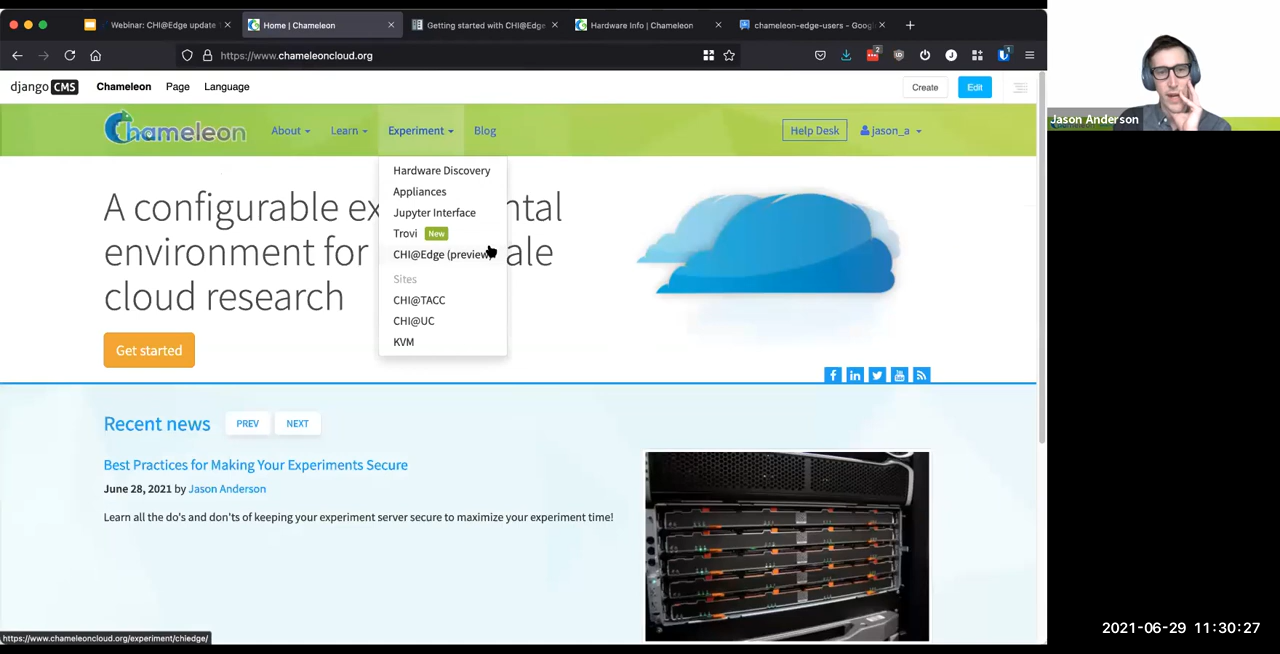 Webinar: CHI@Edge update
Home | Chameleon
Getting started with CHI@Edge
Hardware Info | Chameleon
chameleon-edge-users - Goog
https://www.chameleoncloud.org
2
1
django CMS
Chameleon
Page
Language
Create
Edit
Chameleon
About
Learn
Experiment
Blog
Help Desk
jason_a
Jason Anderson
Hardware Discovery
Appliances
Jupyter Interface
Trovi New
CHI@Edge (preview)
Sites
CHI@TACC
CHI@UC
KVM
A configurable ex ntal
environment for ale
cloud research
Get started
Recent news
PREV
NEXT
Best Practices for Making Your Experiments Secure
June 28, 2021 by Jason Anderson
Learn all the do's and don'ts of keeping your experiment server secure to maximize your experiment time!
https://www.chameleoncloud.org/experiment/chiedge/
2021-06-29 11:30:27